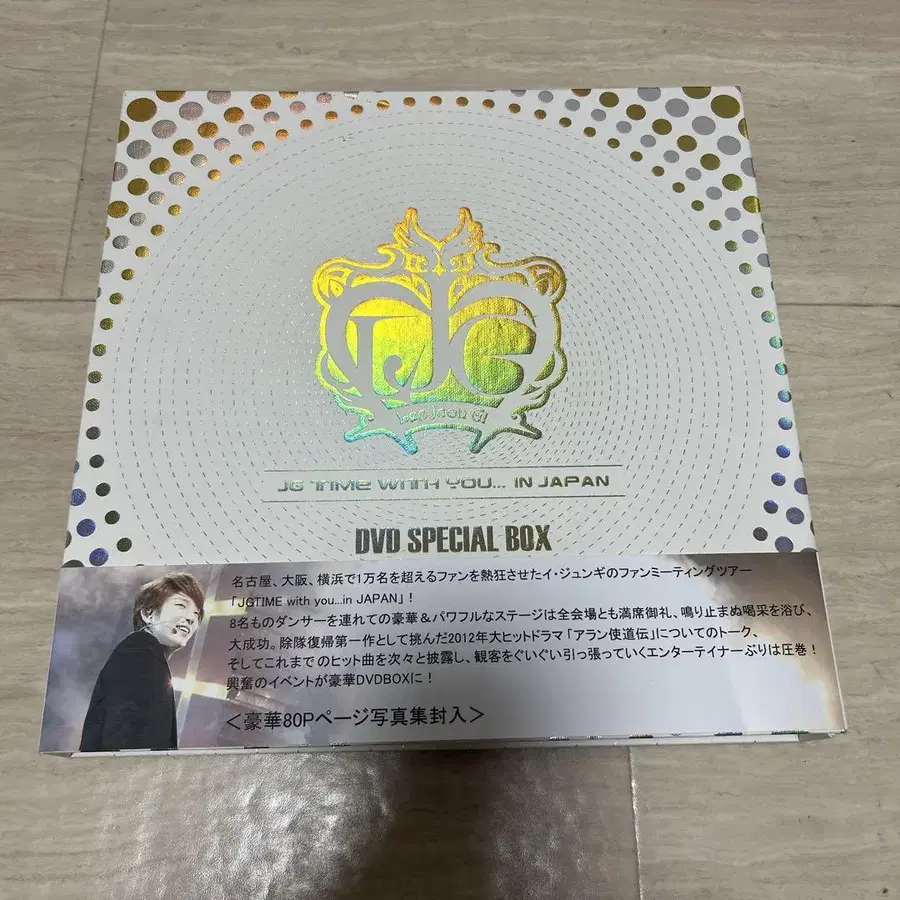 JG
Lee Joon Gi
JG TIME WITH YOU... IN JAPAN
DVD SPECIAL BOX
名古屋、大阪、横浜で1万名を超えるファンを熱狂させたイ・ジュンギのファンミーティングツアー
「JGTIME with you...in JAPAN」！
8名ものダンサーを連れての豪華＆パワフルなステージは全会場とも満席御礼、鳴り止まぬ喝采を浴び、
大成功。除隊復帰第一作として挑んだ2012年大ヒットドラマ「アラン使道伝」についてのトーク、
そしてこれまでのヒット曲を次々と披露し、観客をぐいぐい引っ張っていくエンターテイナーぶりは圧巻！
興奮のイベントが豪華DVDBOXに！
＜豪華80Pページ写真集封入＞